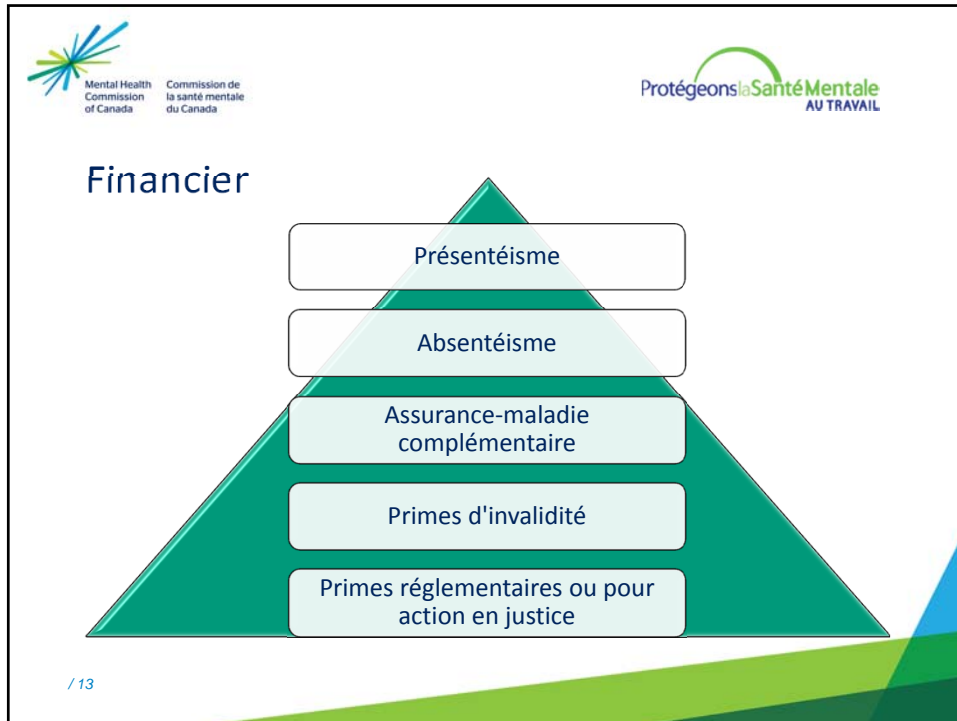 Mental Health
Commission
of Canada
Commission de
la santé mentale
du Canada
ProtégeonslaSantéMentale
AU TRAVAIL
Financier
Présentéisme
Absentéisme
Assurance-maladie
complémentaire
Primes d'invalidité
Primes réglementaires ou pour
action en justice
/ 13